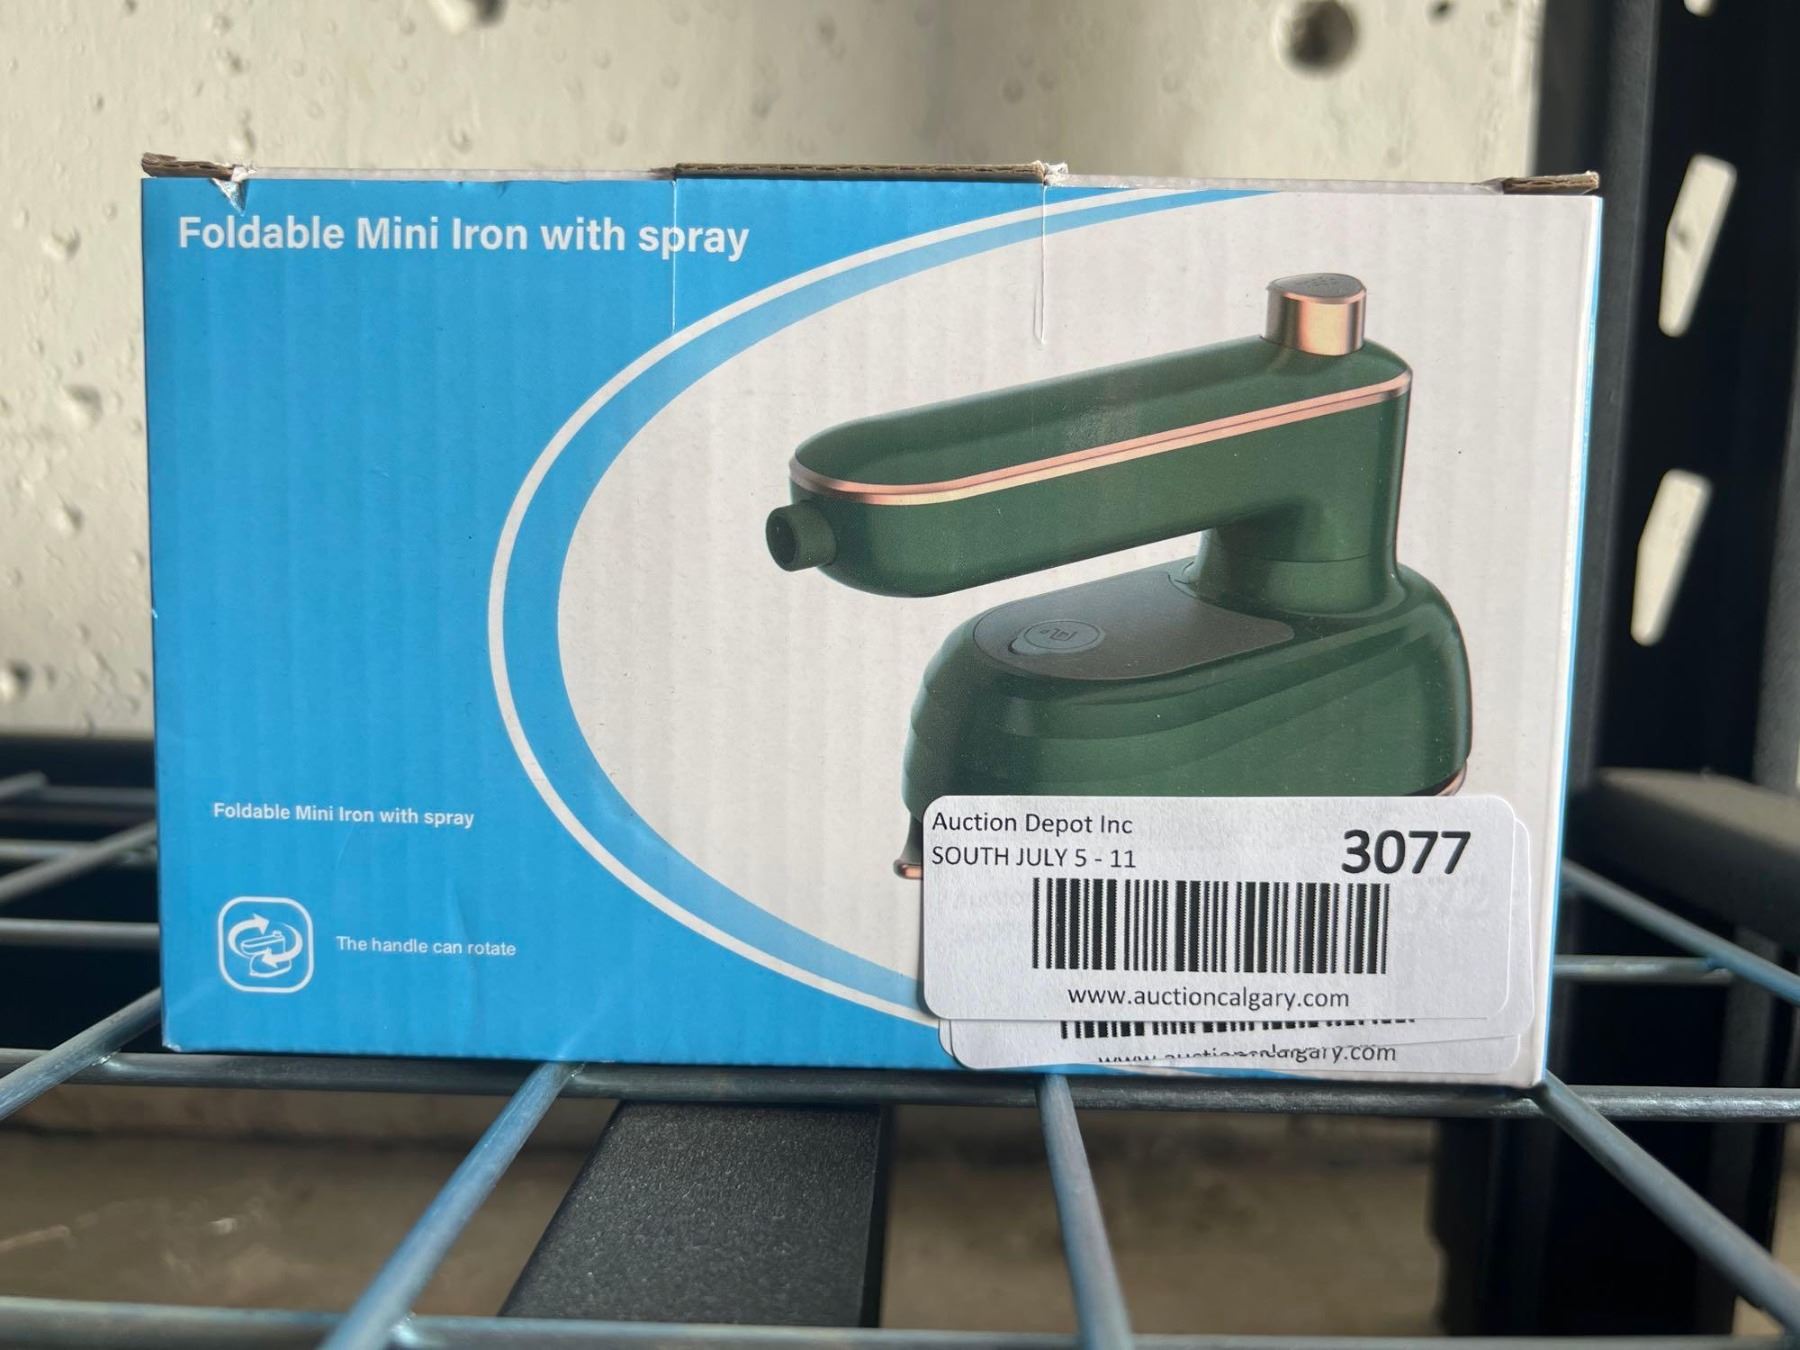 Foldable Mini Iron with spray
Foldable Mini Iron with spray
The handle can rotate
Auction Depot Inc
SOUTH JULY 5 - 11
3077
www.auctioncalgary.com